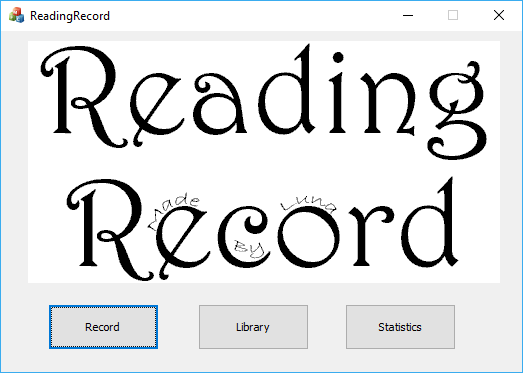 ReadingRecord
Reading
Record
Made
By
Luna
Record
Library
Statistics